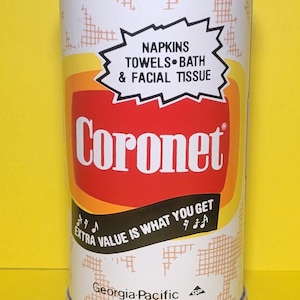 NAPKINS
TOWELS•BATH
& FACIAL TISSUE
Coronet®
EXTRA VALUE IS WHAT YOU GET
Georgia-Pacific